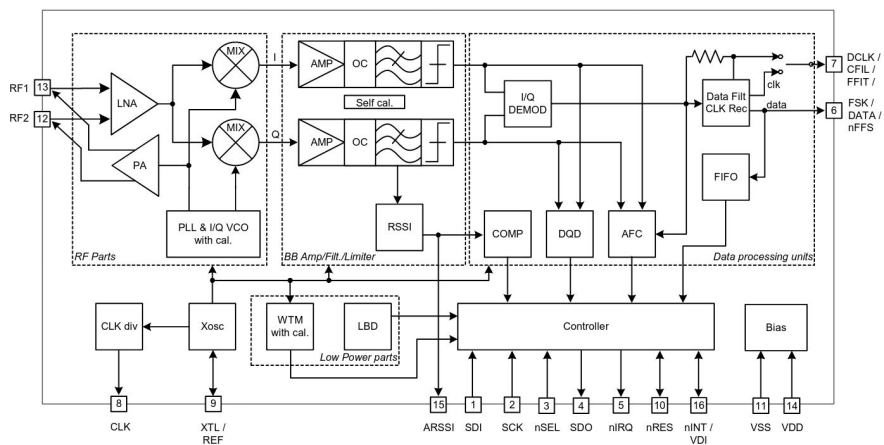 MIX
I
AMP
OC
RF1
13
LNA
Self cal.
I/Q
DEMOD
Data Filt
CLK Rec
clk
data
7
DCLK /
CFIL /
FFIT /
6
FSK /
DATA /
nFFS
RF2
12
MIX
Q
AMP
OC
PA
FIFO
PLL & I/Q VCO
with cal.
RSSI
COMP
DQD
AFC
RF Parts
BB Amp/Filt./Limiter
Data processing units
CLK div
Xosc
WTM
with cal.
LBD
Low Power parts
Controller
Bias
8
9
15
1
2
3
4
5
10
16
11
14
CLK
XTL /
REF
ARSSI
SDI
SCK
nSEL
SDO
nIRQ
nRES
nINT /
VDI
VSS
VDD